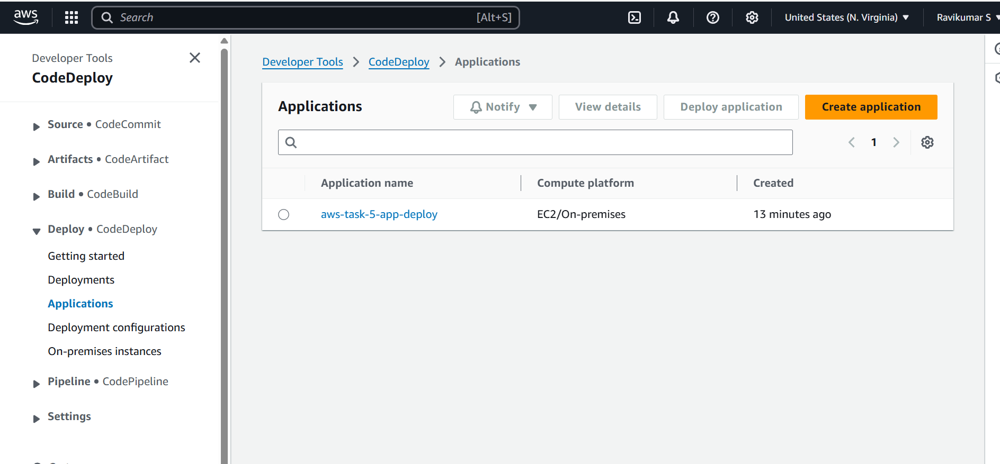 aws
Search [Alt+S]
United States (N. Virginia)
Ravikumar S
Developer Tools
CodeDeploy
Source • CodeCommit
Artifacts • CodeArtifact
Build • CodeBuild
Deploy • CodeDeploy
Getting started
Deployments
Applications
Deployment configurations
On-premises instances
Pipeline • CodePipeline
Settings
Developer Tools > CodeDeploy > Applications
Applications
Notify
View details
Deploy application
Create application
1
Application name Compute platform Created
aws-task-5-app-deploy EC2/On-premises 13 minutes ago